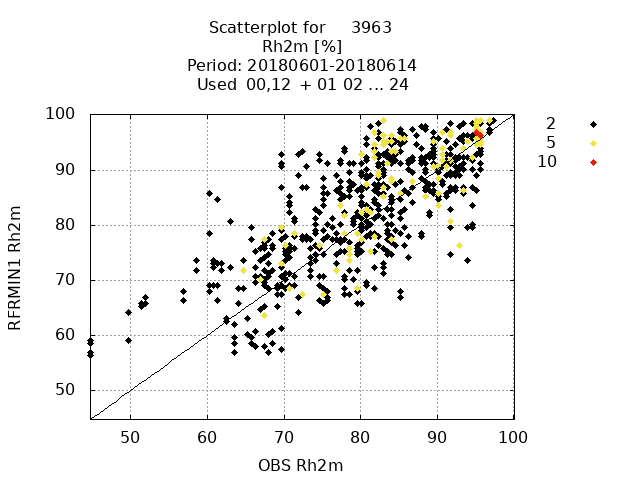 Scatterplot for 3963
Rh2m [%]
Period: 20180601-20180614
Used 00,12 + 01 02 ... 24
100
90
80
70
60
50
RFRMIN1 Rh2m
50 60 70 80 90 100
OBS Rh2m
2
5
10